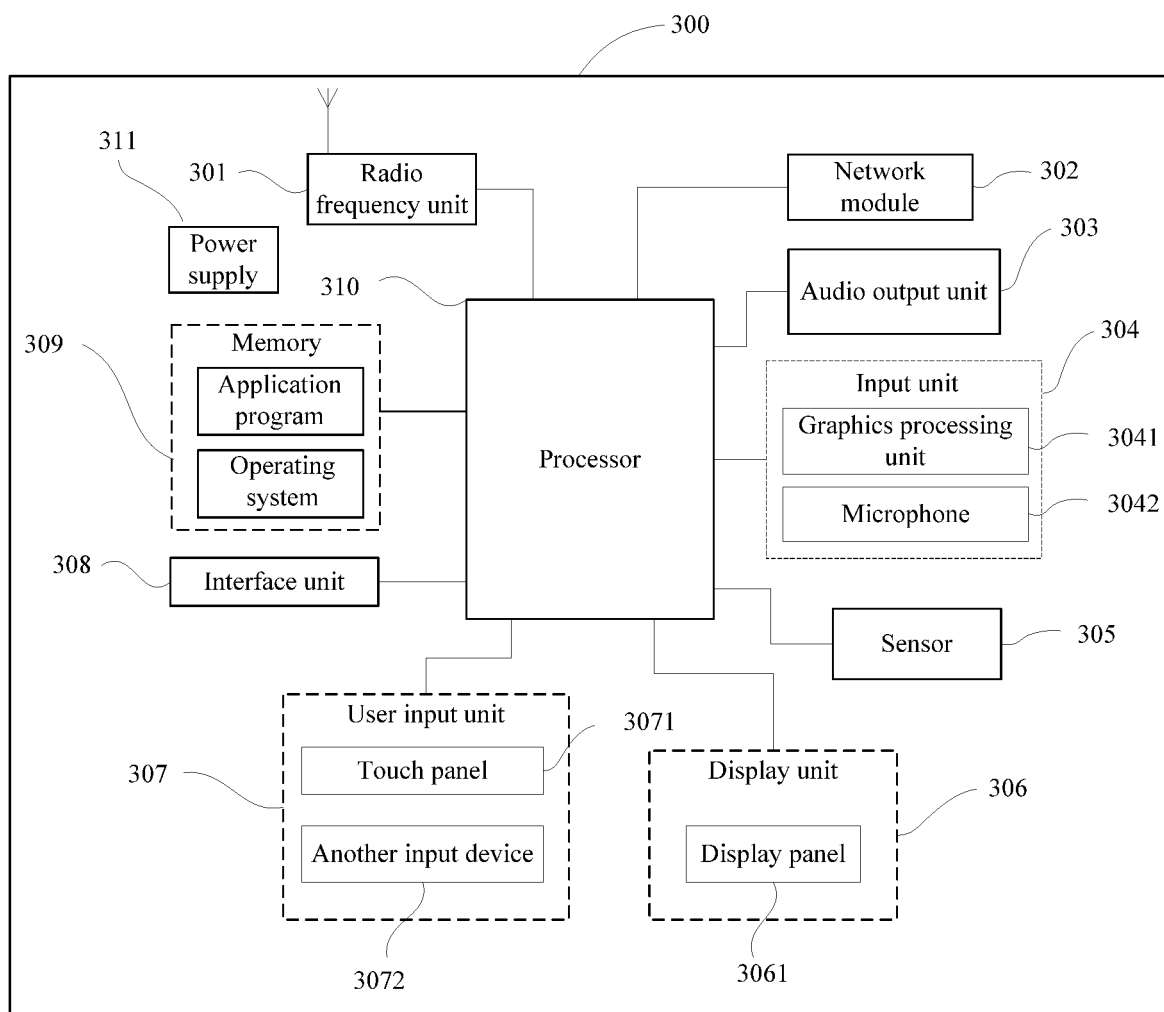 300
311
301
Radio
frequency unit
Network
module
302
Power
supply
303
310
Audio output unit
309
Memory
Application
program
Operating
system
Processor
304
Input unit
Graphics processing
unit
3041
Microphone
3042
308
Interface unit
Sensor
305
User input unit
3071
307
Touch panel
Another input device
3072
Display unit
306
Display panel
3061